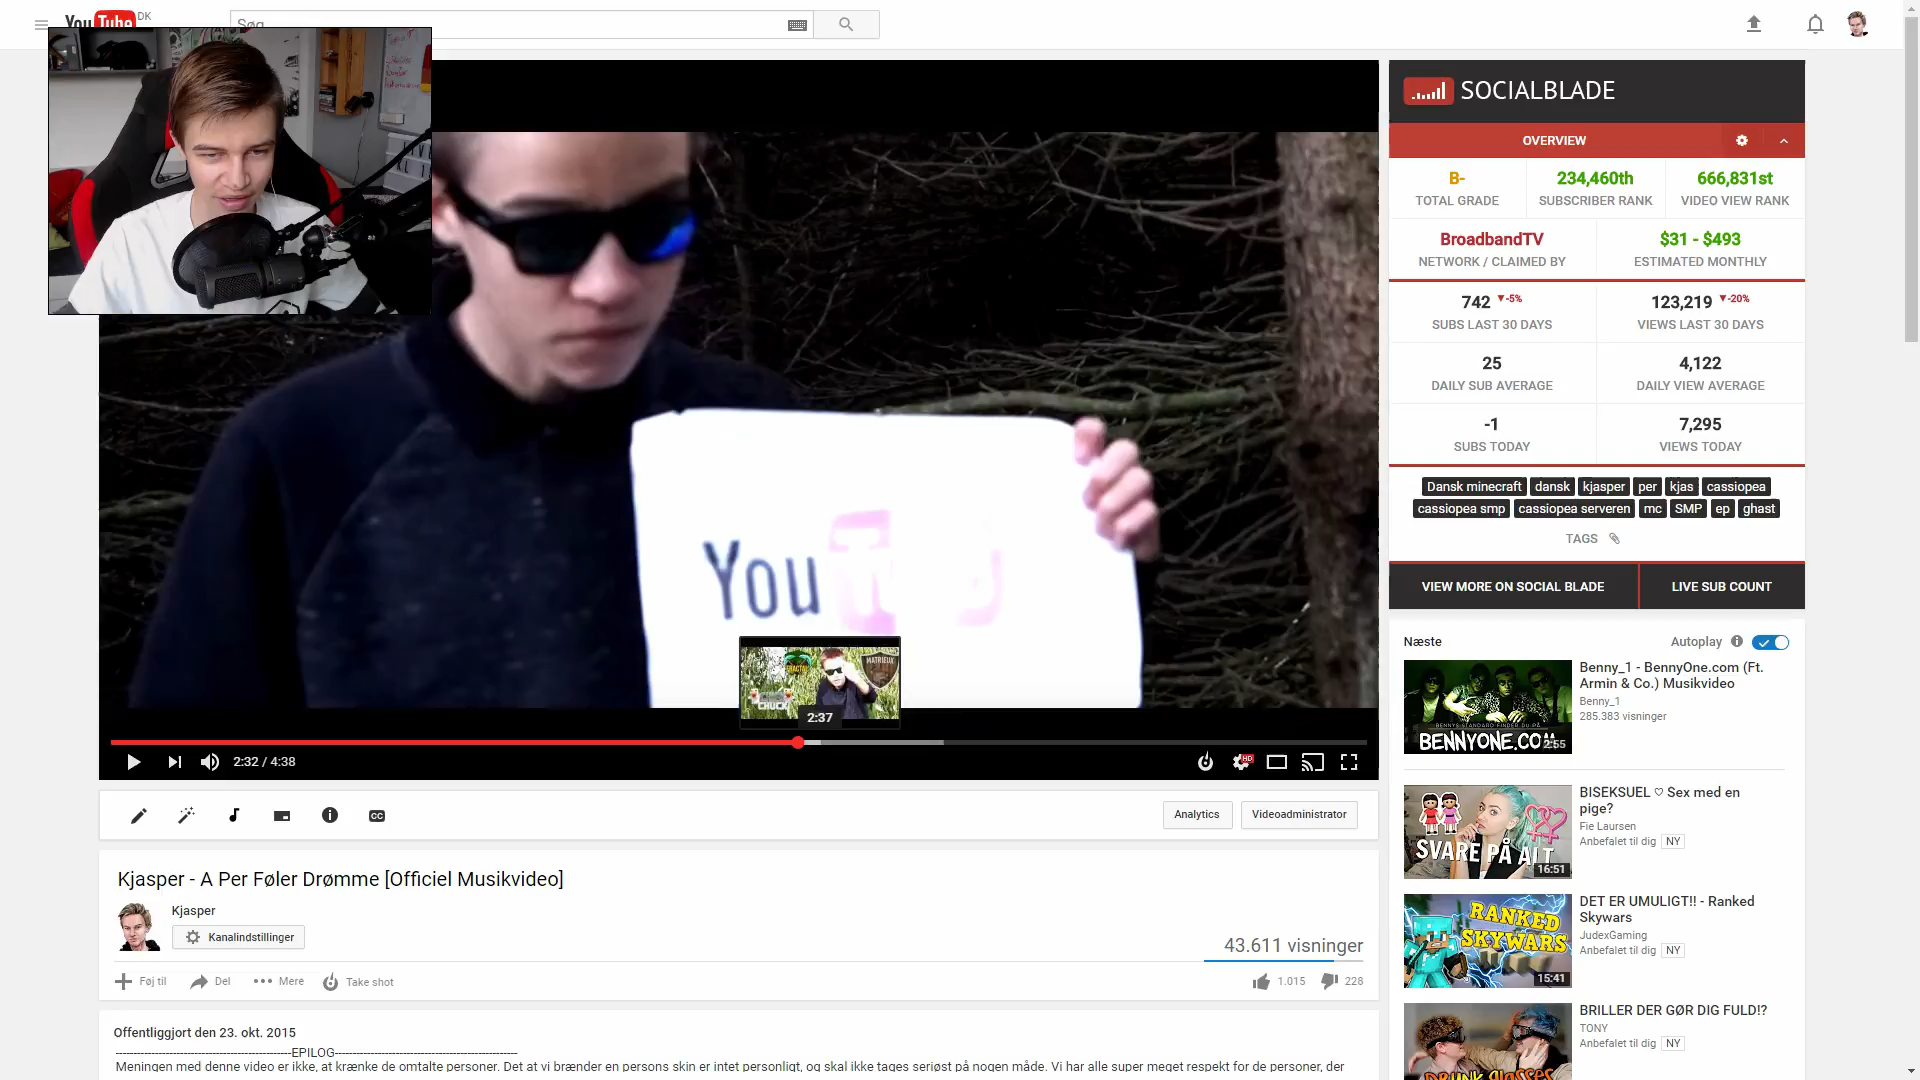 YouTube DK
Søg
SOCIALBLADE
OVERVIEW
B-
TOTAL GRADE
234,460th
SUBSCRIBER RANK
666,831st
VIDEO VIEW RANK
BroadbandTV
NETWORK / CLAIMED BY
$31 - $493
ESTIMATED MONTHLY
742 ▼-5%
SUBS LAST 30 DAYS
123,219 ▼-20%
VIEWS LAST 30 DAYS
25
DAILY SUB AVERAGE
4,122
DAILY VIEW AVERAGE
-1
SUBS TODAY
7,295
VIEWS TODAY
Dansk minecraft dansk kjasper per kjas cassiopea
cassiopea smp cassiopea serveren mc SMP ep ghast
TAGS
VIEW MORE ON SOCIAL BLADE
LIVE SUB COUNT
You
MATRIEUX
CHUCK
2:37
2:32 / 4:38
HD
CC
Analytics
Videoadministrator
Kjasper - A Per Føler Drømme [Officiel Musikvideo]
Kjasper
Kanalindstillinger
43.611 visninger
Føj til
Del
Mere
Take shot
1.015
228
Offentliggjort den 23. okt. 2015
--------------------------------------------------EPILOG----------------------------------------------------
Meningen med denne video er ikke, at krænke de omtalte personer. Det at vi brænder en persons skin er intet personligt, og skal ikke tages seriøst på nogen måde. Vi har alle super meget respekt for de personer, der
Næste
Autoplay
BENNYONE.COM
2:55
Benny_1 - BennyOne.com (Ft.
Armin & Co.) Musikvideo
Benny_1
285.383 visninger
SVARE PÅ ALT
16:51
BISEKSUEL ♡ Sex med en
pige?
Fie Laursen
Anbefalet til dig NY
RANKED
SKYWARS
15:41
DET ER UMULIGT!! - Ranked
Skywars
JudexGaming
Anbefalet til dig NY
DRUNK glasses
BRILLER DER GØR DIG FULD!?
TONY
Anbefalet til dig NY